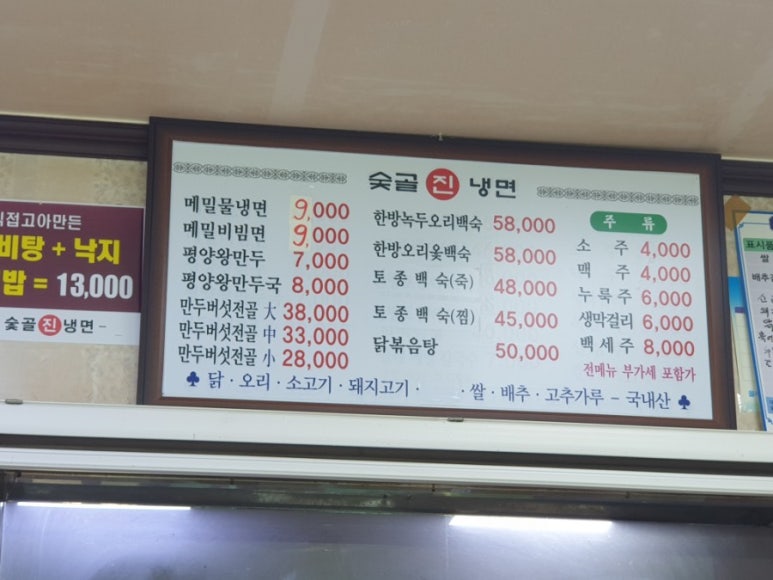 숯골 진 냉면
메밀물냉면 9,000
메밀비빔면 9,000
평양왕만두 7,000
평양왕만두국 8,000
만두버섯전골 大 38,000
만두버섯전골 中 33,000
만두버섯전골 小 28,000
한방녹두오리백숙 58,000
한방오리옻백숙 58,000
토종백숙(죽) 48,000
토종백숙(찜) 45,000
닭볶음탕 50,000
주류
소주 4,000
맥주 4,000
누룩주 6,000
생막걸리 6,000
백세주 8,000
전메뉴 부가세 포함가
♣ 닭 · 오리 · 소고기 · 돼지고기 · · 쌀 · 배추 · 고추가루 - 국내산 ♣
접고아만든
비탕 + 낙지
밥 = 13,000
숯골 진 냉면 -
쌀